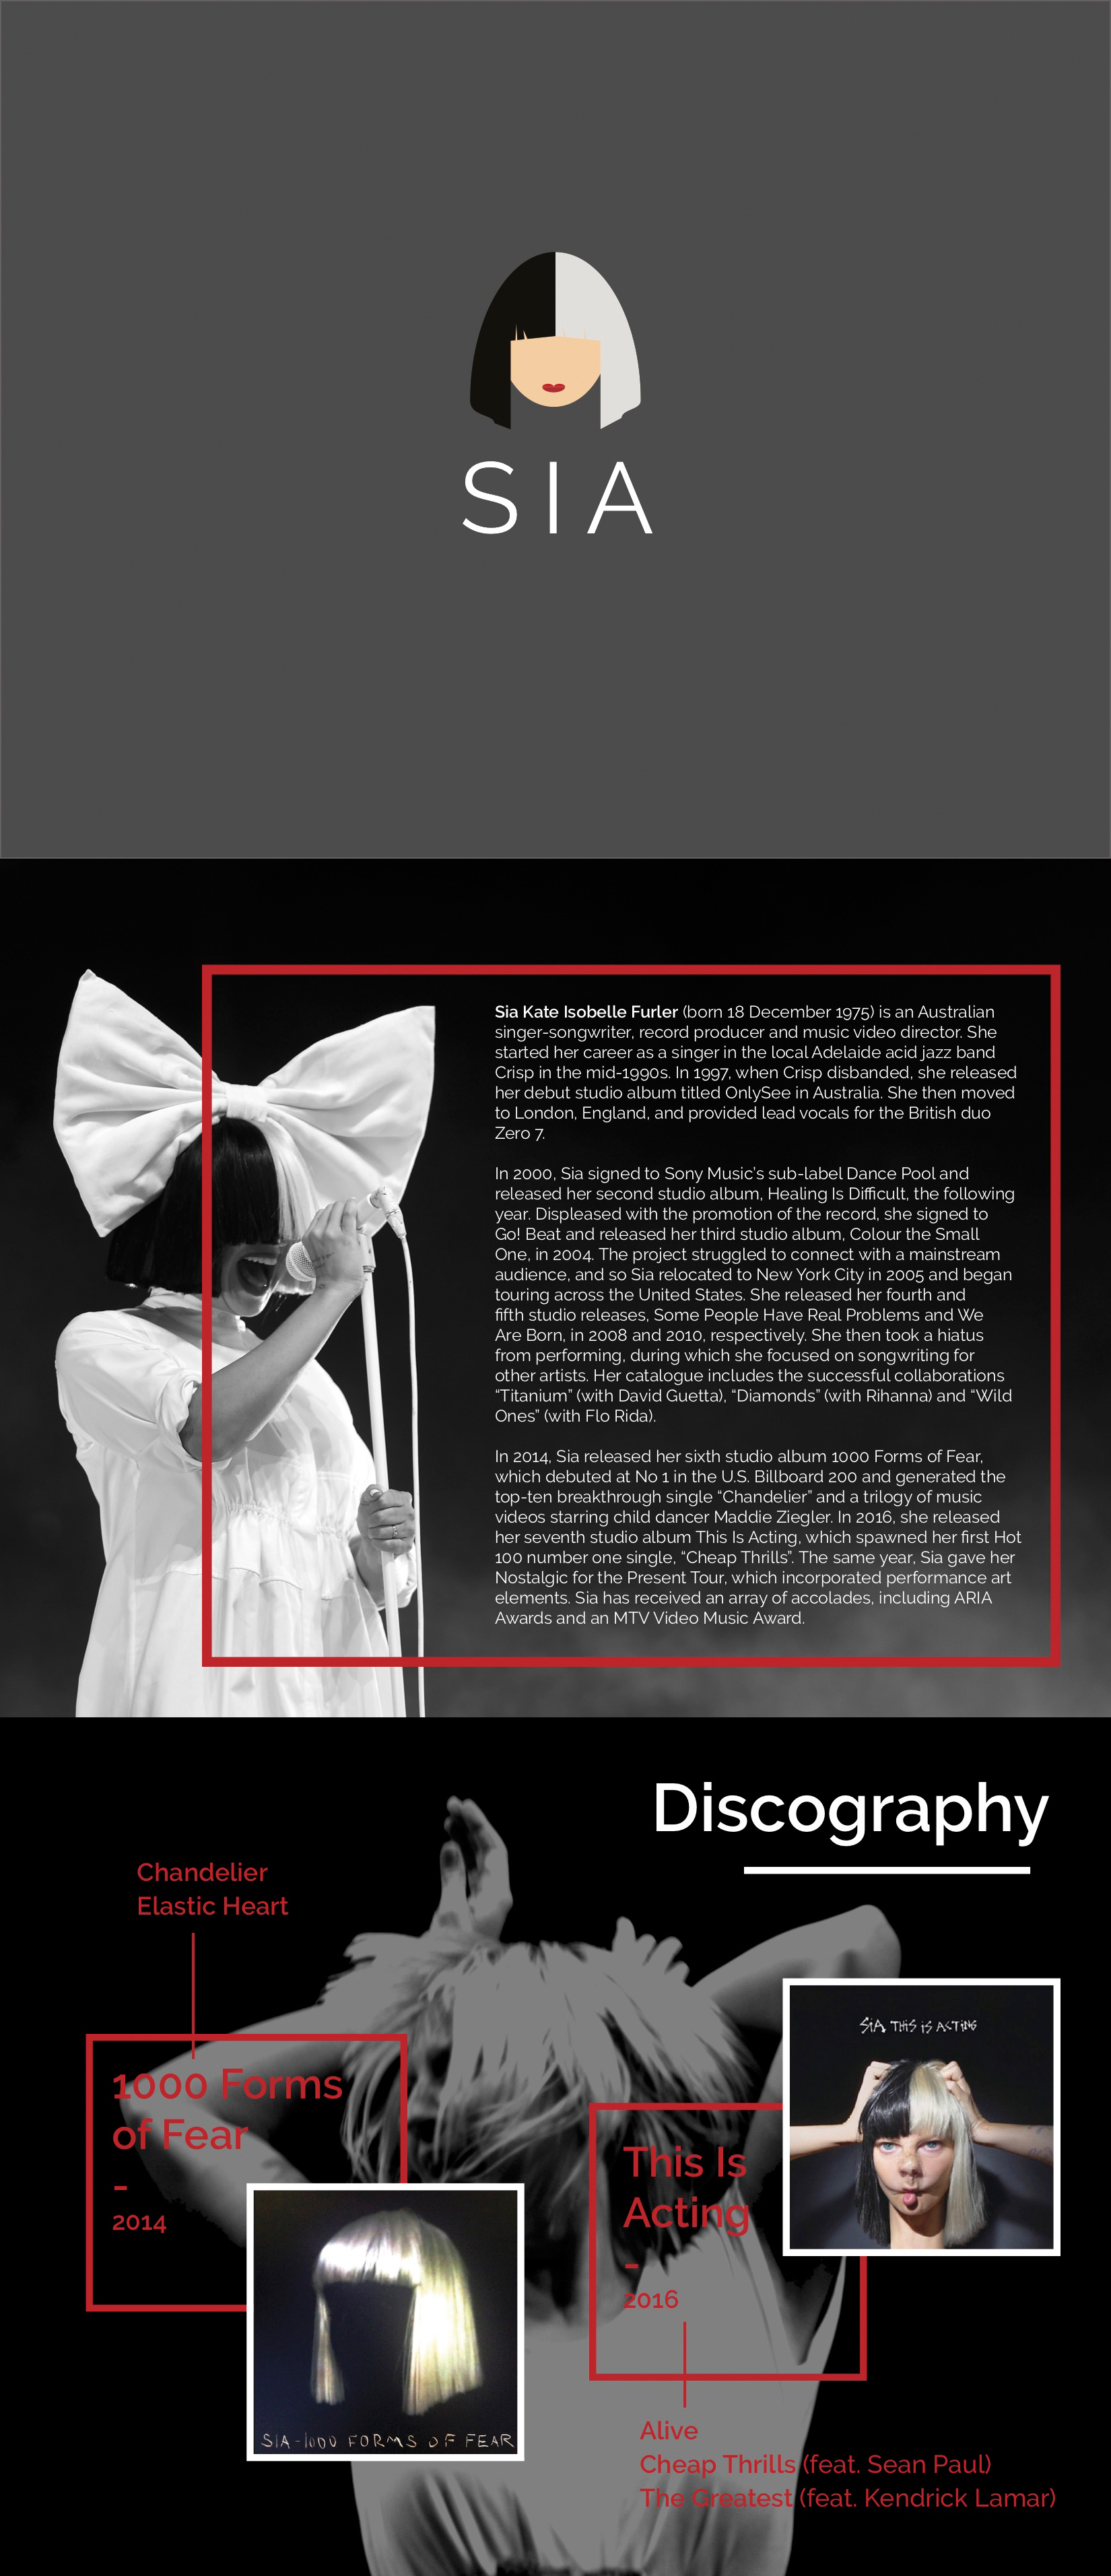 SIA
Sia Kate Isobelle Furler (born 18 December 1975) is an Australian
singer-songwriter, record producer and music video director. She
started her career as a singer in the local Adelaide acid jazz band
Crisp in the mid-1990s. In 1997, when Crisp disbanded, she released
her debut studio album titled OnlySee in Australia. She then moved
to London, England, and provided lead vocals for the British duo
Zero 7.
In 2000, Sia signed to Sony Music's sub-label Dance Pool and
released her second studio album, Healing Is Difficult, the following
year. Displeased with the promotion of the record, she signed to
Go! Beat and released her third studio album, Colour the Small
One, in 2004. The project struggled to connect with a mainstream
audience, and so Sia relocated to New York City in 2005 and began
touring across the United States. She released her fourth and
fifth studio releases, Some People Have Real Problems and We
Are Born, in 2008 and 2010, respectively. She then took a hiatus
from performing, during which she focused on songwriting for
other artists. Her catalogue includes the successful collaborations
“Titanium” (with David Guetta), “Diamonds” (with Rihanna) and “Wild
Ones” (with Flo Rida).
In 2014, Sia released her sixth studio album 1000 Forms of Fear,
which debuted at No 1 in the U.S. Billboard 200 and generated the
top-ten breakthrough single “Chandelier” and a trilogy of music
videos starring child dancer Maddie Ziegler. In 2016, she released
her seventh studio album This Is Acting, which spawned her first Hot
100 number one single, “Cheap Thrills”. The same year, Sia gave her
Nostalgic for the Present Tour, which incorporated performance art
elements. Sia has received an array of accolades, including ARIA
Awards and an MTV Video Music Award.
Discography
Chandelier
Elastic Heart
1000 Forms
of Fear
-
2014
SIA - 1000 FORMS OF FEAR
SiA THIS iS ACTING
This Is
Acting
-
2016
Alive
Cheap Thrills (feat. Sean Paul)
The Greatest (feat. Kendrick Lamar)